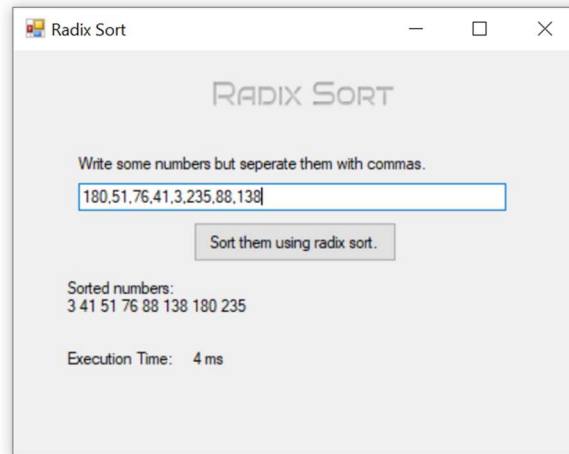 Radix Sort
Radix Sort
Write some numbers but seperate them with commas.
180,51,76,41,3,235,88,138
Sort them using radix sort.
Sorted numbers:
3 41 51 76 88 138 180 235
Execution Time: 4 ms